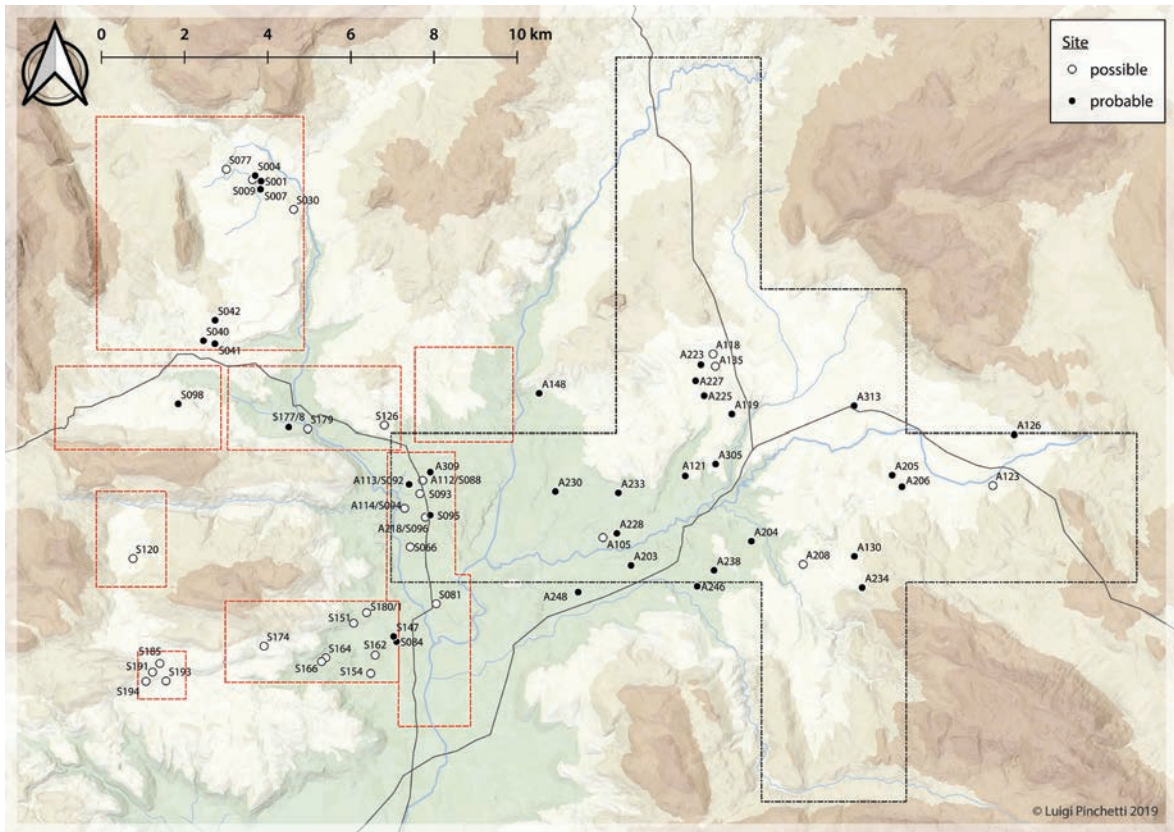 0 2 4 6 8 10 km
Site
possible
probable
S077
S004
S001
S009
S007
S030
S042
S040
S041
A118
A223
A135
A227
A148
A225
S098
A119
A313
S177/8
S179
S126
A126
A309
A305
A113/S092
A112/S088
A121
A205
S093
A230
A233
A206
A123
A114/S094
A218/S096
S095
A228
A204
S066
A105
S120
A203
A238
A208
A130
A246
A234
A248
S081
S180/1
S151
S147
S174
S084
S185
S164
S162
S191
S166
S193
S154
S194
© Luigi Pinchetti 2019